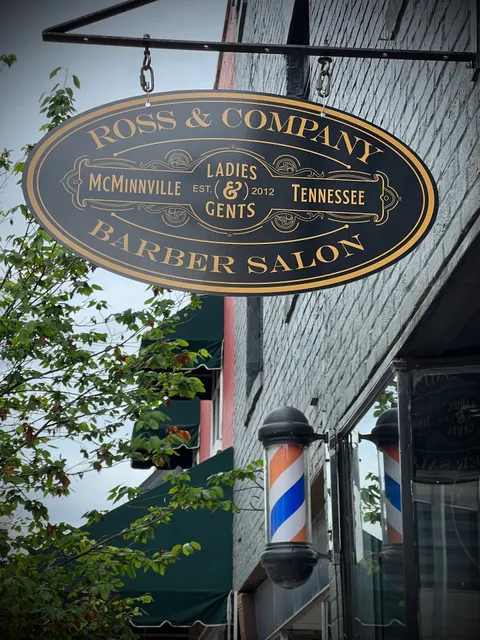 ROSS & COMPANY
LADIES
McMINNVILLE EST. & 2012 TENNESSEE
GENTS
BARBER SALON